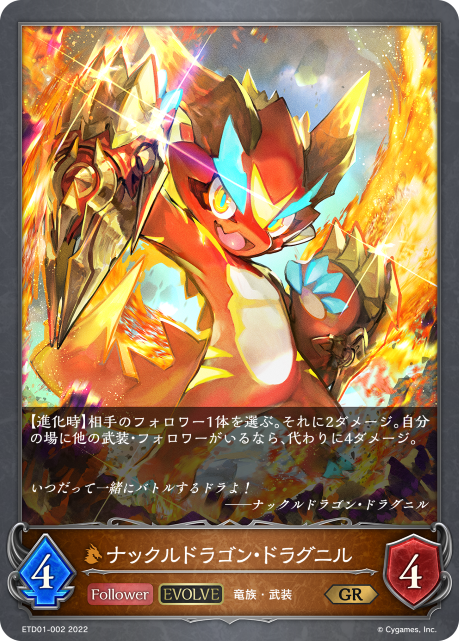 【進化時】相手のフォロワー1体を選ぶ。それに2ダメージ。自分
の場に他の武装・フォロワーがいるなら、代わりに4ダメージ。
いつだって一緒にバトルするドラよ!
――ナックルドラゴン・ドラグニル
ナックルドラゴン・ドラグニル
4
Follower EVOLVE 竜族・武装 GR
4
ETD01-002 2022 © Cygames, Inc.